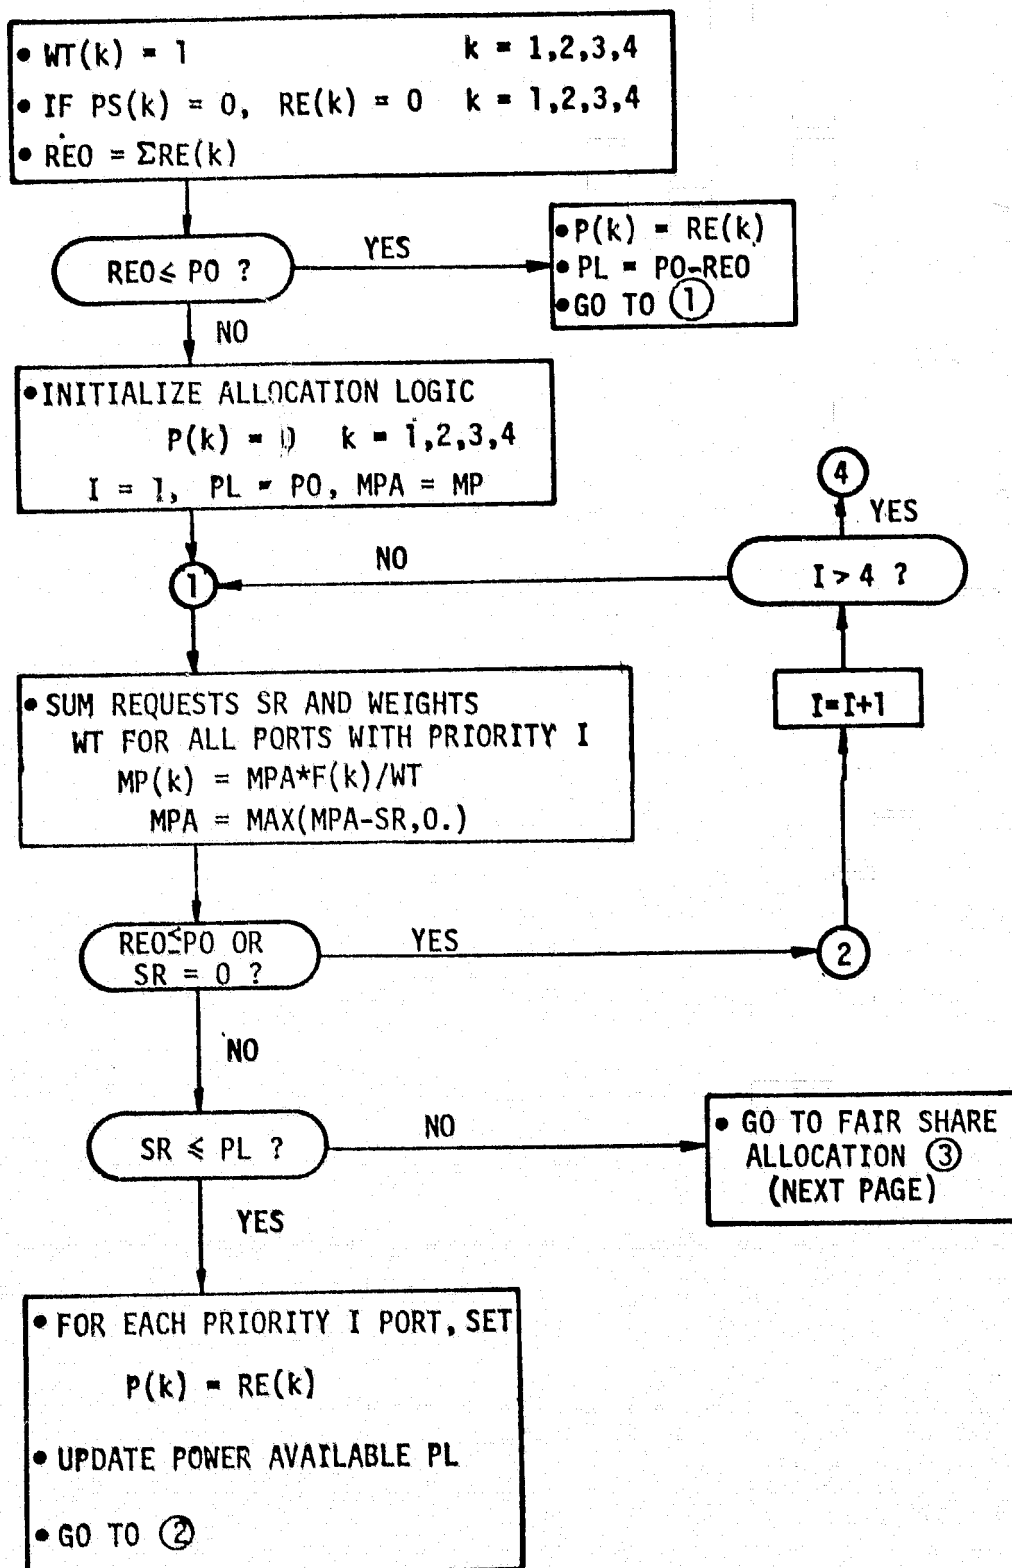 • WT(k) = 1 k = 1,2,3,4
• IF PS(k) = 0, RE(k) = 0 k = 1,2,3,4
• REO = ΣRE(k)
REO ≤ PO ?
YES
• P(k) = RE(k)
• PL = PO-REO
• GO TO ①
NO
• INITIALIZE ALLOCATION LOGIC
P(k) = 0 k = 1,2,3,4
I = 1, PL = PO, MPA = MP
④
YES
I > 4 ?
NO
①
I=I+1
• SUM REQUESTS SR AND WEIGHTS
WT FOR ALL PORTS WITH PRIORITY I
MP(k) = MPA*F(k)/WT
MPA = MAX(MPA-SR,0.)
REO≤PO OR
SR = 0 ?
YES
②
NO
SR ≤ PL ?
NO
• GO TO FAIR SHARE
ALLOCATION ③
(NEXT PAGE)
YES
• FOR EACH PRIORITY I PORT, SET
P(k) = RE(k)
• UPDATE POWER AVAILABLE PL
• GO TO ②